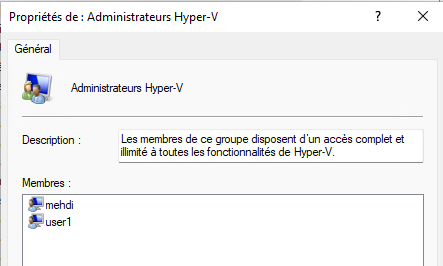 Propriétés de : Administrateurs Hyper-V
?
Général
Administrateurs Hyper-V
Description :
Les membres de ce groupe disposent d'un accès complet et
illimité à toutes les fonctionnalités de Hyper-V.
Membres :
mehdi
user1